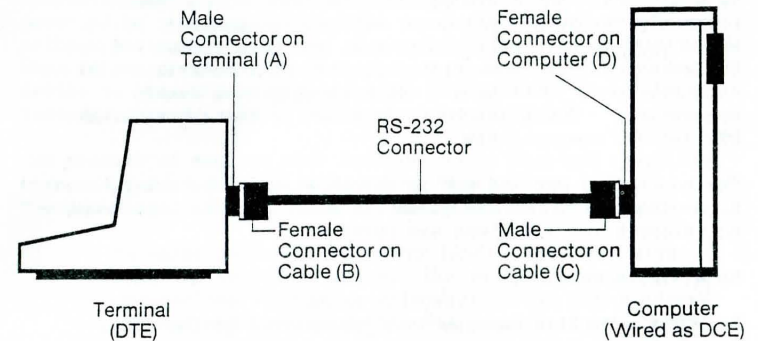 Male
Connector on
Terminal (A)
Female
Connector on
Computer (D)
RS-232
Connector
Female
Connector on
Cable (B)
Male
Connector on
Cable (C)
Terminal
(DTE)
Computer
(Wired as DCE)